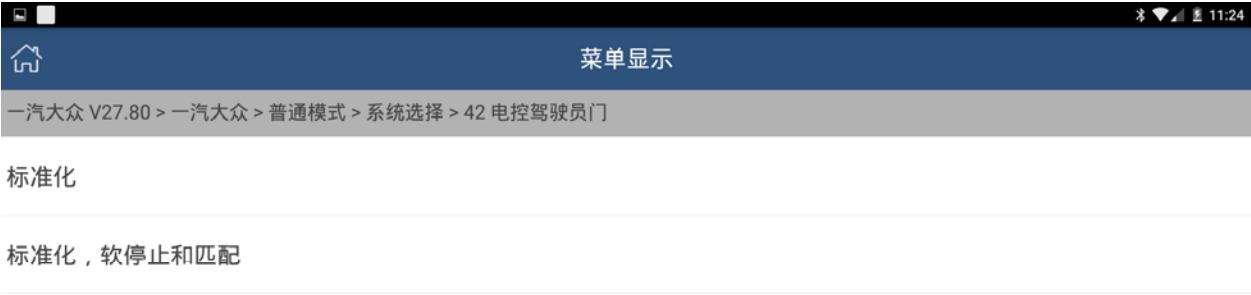 11:24
菜单显示
一汽大众 V27.80 > 一汽大众 > 普通模式 > 系统选择 > 42 电控驾驶员门
标准化
标准化，软停止和匹配